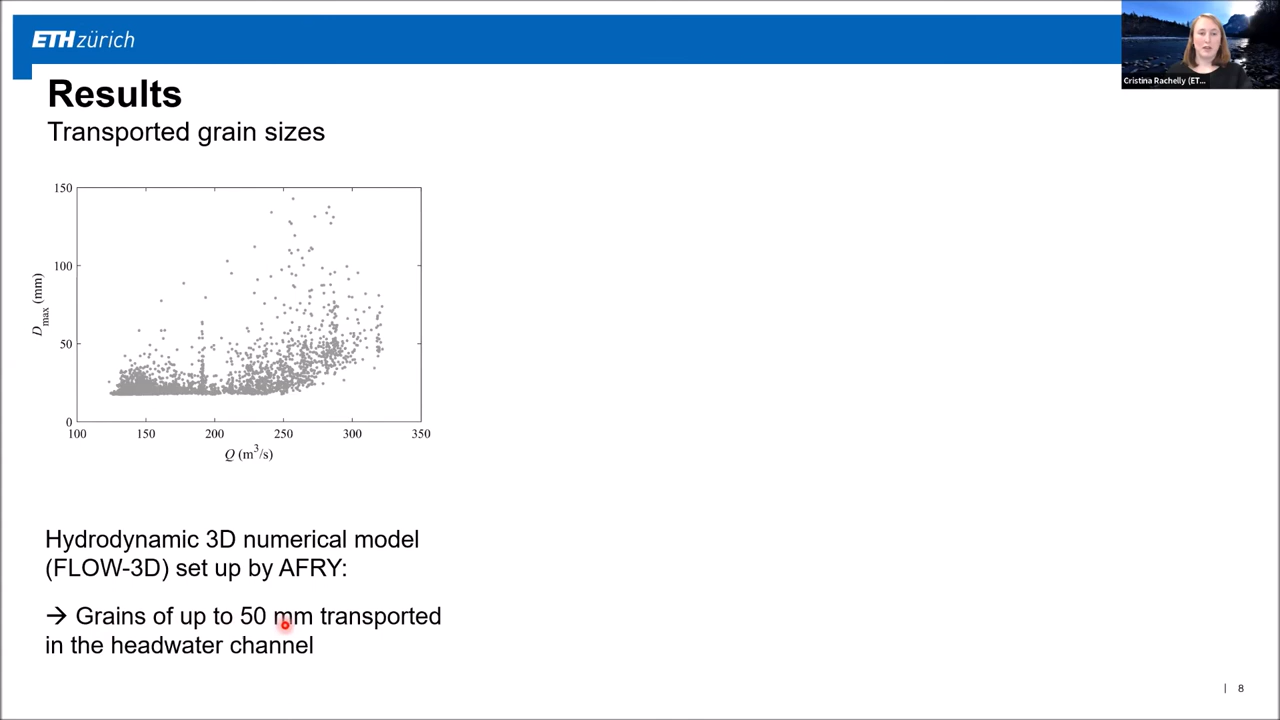 ETH zürich
Cristina Rachelly (ET...
Results
Transported grain sizes
150
100
50
0
D max (mm)
100 150 200 250 300 350
Q (m³/s)
Hydrodynamic 3D numerical model
(FLOW-3D) set up by AFRY:
→ Grains of up to 50 mm transported
in the headwater channel
| 8